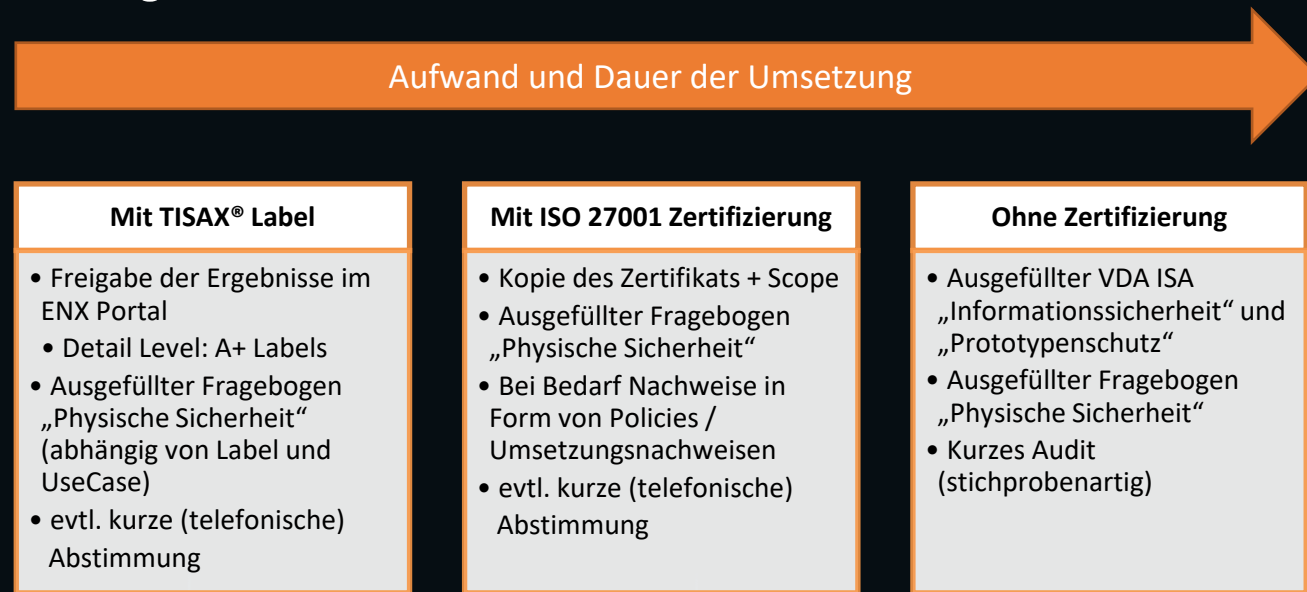 Aufwand und Dauer der Umsetzung
Mit TISAX® Label
• Freigabe der Ergebnisse im
ENX Portal
• Detail Level: A+ Labels
• Ausgefüllter Fragebogen
„Physische Sicherheit“
(abhängig von Label und
UseCase)
• evtl. kurze (telefonische)
Abstimmung
Mit ISO 27001 Zertifizierung
• Kopie des Zertifikats + Scope
• Ausgefüllter Fragebogen
„Physische Sicherheit“
• Bei Bedarf Nachweise in
Form von Policies /
Umsetzungsnachweisen
• evtl. kurze (telefonische)
Abstimmung
Ohne Zertifizierung
• Ausgefüllter VDA ISA
„Informationssicherheit“ und
„Prototypenschutz“
• Ausgefüllter Fragebogen
„Physische Sicherheit“
• Kurzes Audit
(stichprobenartig)